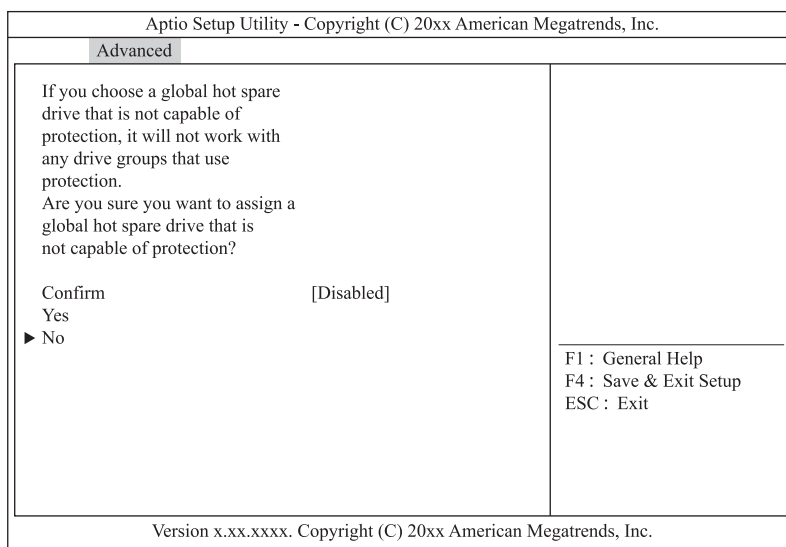 Aptio Setup Utility - Copyright (C) 20xx American Megatrends, Inc.
Advanced
If you choose a global hot spare
drive that is not capable of
protection, it will not work with
any drive groups that use
protection.
Are you sure you want to assign a
global hot spare drive that is
not capable of protection?
Confirm [Disabled]
Yes
▶ No
F1 : General Help
F4 : Save & Exit Setup
ESC : Exit
Version x.xx.xxxx. Copyright (C) 20xx American Megatrends, Inc.